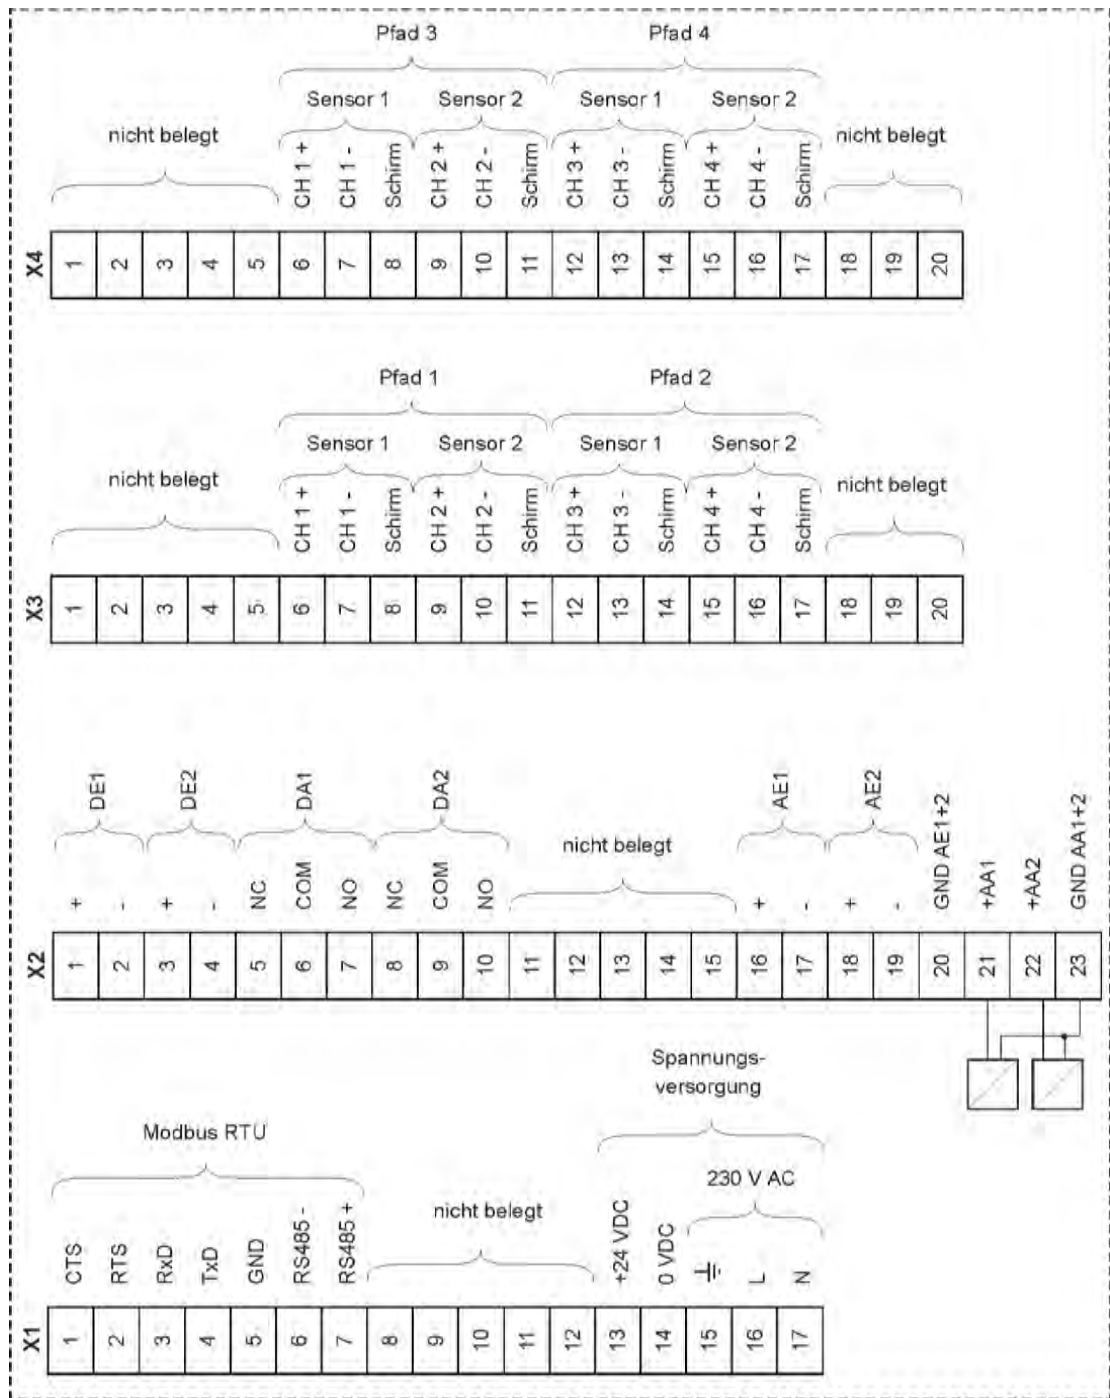 Pfad 3
Pfad 4
Sensor 1
Sensor 2
Sensor 1
Sensor 2
nicht belegt
CH 1 +
CH 1 -
Schirm
CH 2 +
CH 2 -
Schirm
CH 3 +
CH 3 -
Schirm
CH 4 +
CH 4 -
Schirm
nicht belegt
X4
1
2
3
4
5
6
7
8
9
10
11
12
13
14
15
16
17
18
19
20
Pfad 1
Pfad 2
Sensor 1
Sensor 2
Sensor 1
Sensor 2
nicht belegt
CH 1 +
CH 1 -
Schirm
CH 2 +
CH 2 -
Schirm
CH 3 +
CH 3 -
Schirm
CH 4 +
CH 4 -
Schirm
nicht belegt
X3
1
2
3
4
5
6
7
8
9
10
11
12
13
14
15
16
17
18
19
20
DE1
DE2
DA1
DA2
nicht belegt
AE1
AE2
+
-
+
-
NC
COM
NO
NC
COM
NO
+
-
+
-
GND AE1+2
+AA1
+AA2
GND AA1+2
X2
1
2
3
4
5
6
7
8
9
10
11
12
13
14
15
16
17
18
19
20
21
22
23
Spannungs-
versorgung
Modbus RTU
230 V AC
nicht belegt
CTS
RTS
RxD
TxD
GND
RS485 -
RS485 +
+24 VDC
0 VDC
L
N
X1
1
2
3
4
5
6
7
8
9
10
11
12
13
14
15
16
17